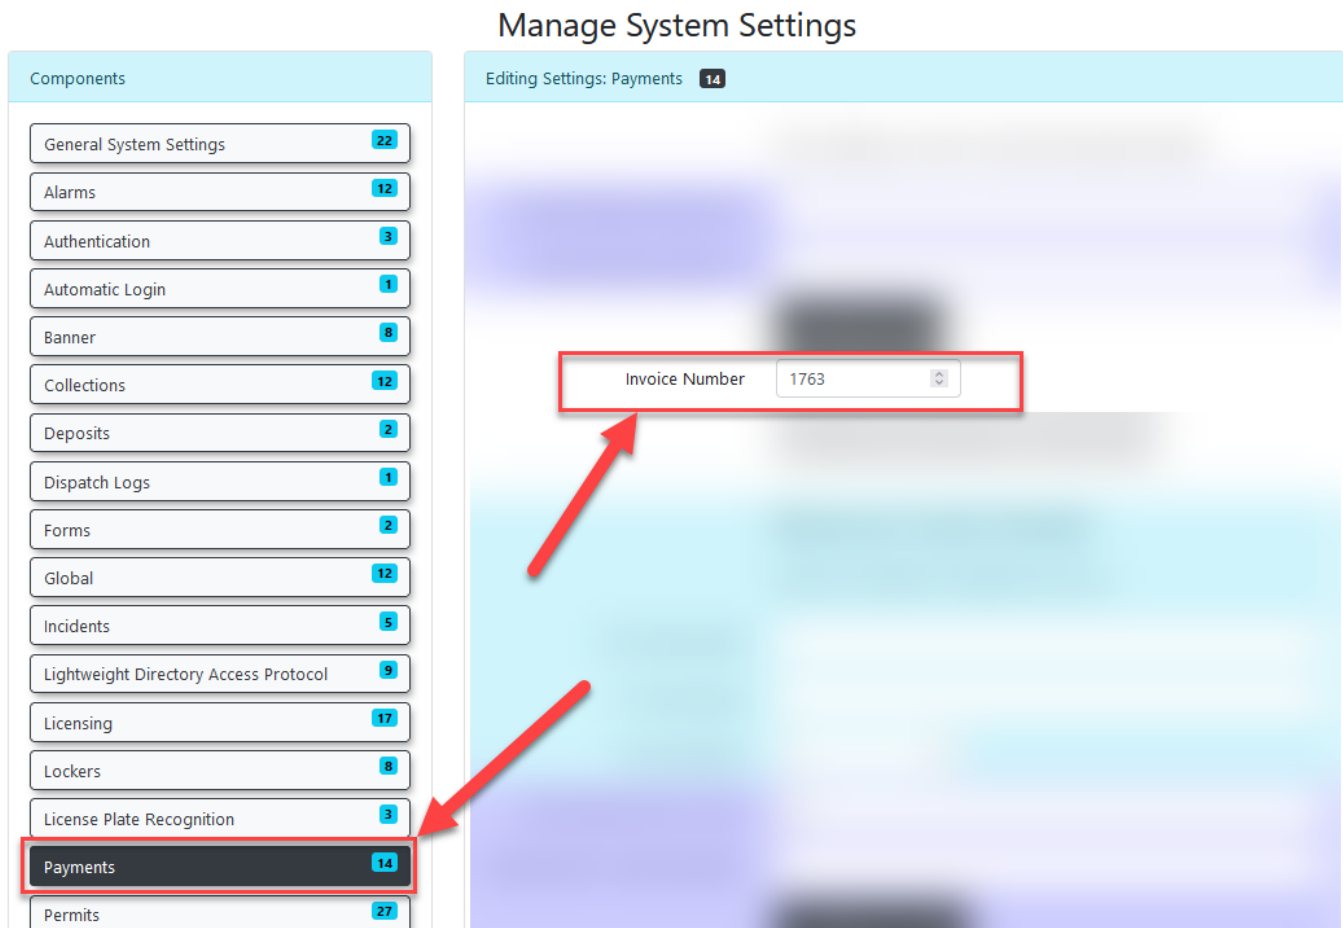 Manage System Settings
Components
General System Settings 22
Alarms 12
Authentication 3
Automatic Login 1
Banner 8
Collections 12
Deposits 2
Dispatch Logs 1
Forms 2
Global 12
Incidents 5
Lightweight Directory Access Protocol 9
Licensing 17
Lockers 8
License Plate Recognition 3
Payments 14
Permits 27
Editing Settings: Payments 14
Invoice Number 1763